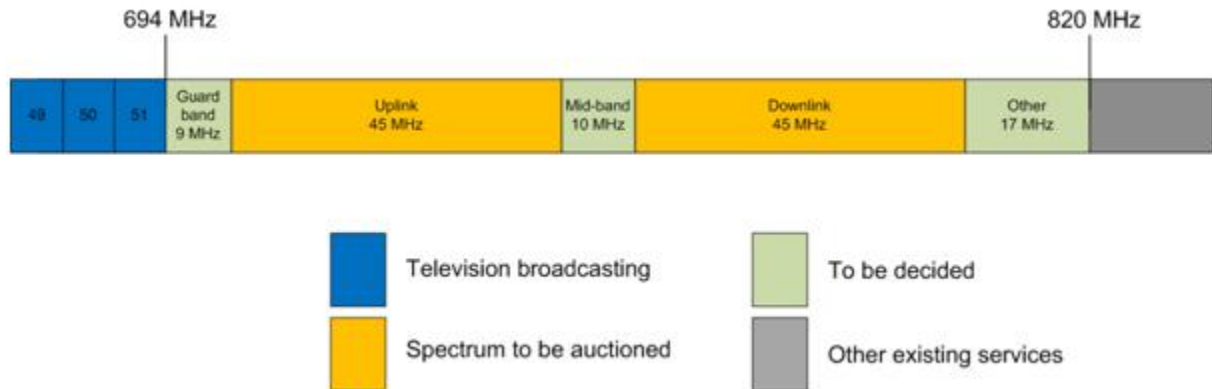 694 MHz
820 MHz
49
50
51
Guard
band
9 MHz
Uplink
45 MHz
Mid-band
10 MHz
Downlink
45 MHz
Other
17 MHz
Television broadcasting
To be decided
Spectrum to be auctioned
Other existing services